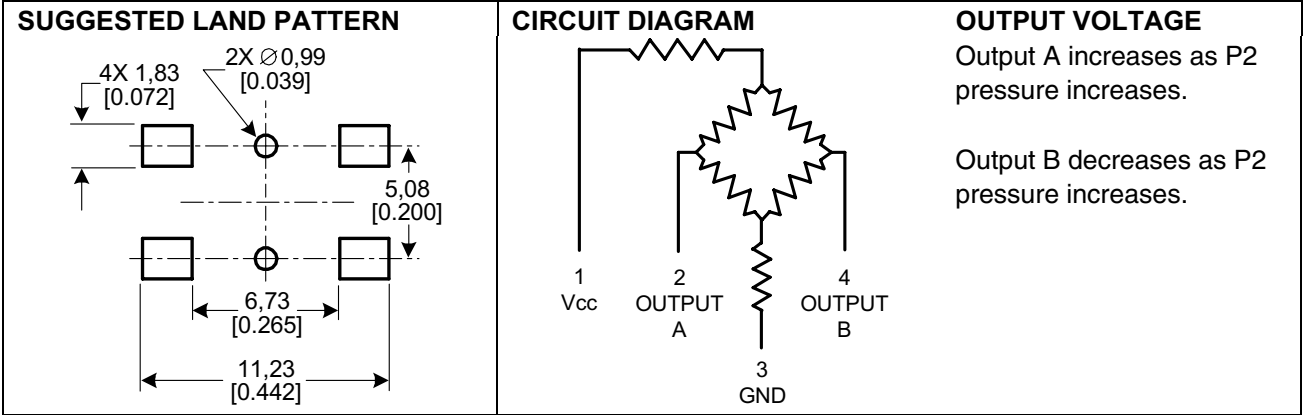 SUGGESTED LAND PATTERN
4X 1,83
[0.072]
2X ∅0,99
[0.039]
5,08
[0.200]
6,73
[0.265]
11,23
[0.442]
CIRCUIT DIAGRAM
1
Vcc
2
OUTPUT
A
4
OUTPUT
B
3
GND
OUTPUT VOLTAGE
Output A increases as P2
pressure increases.
Output B decreases as P2
pressure increases.